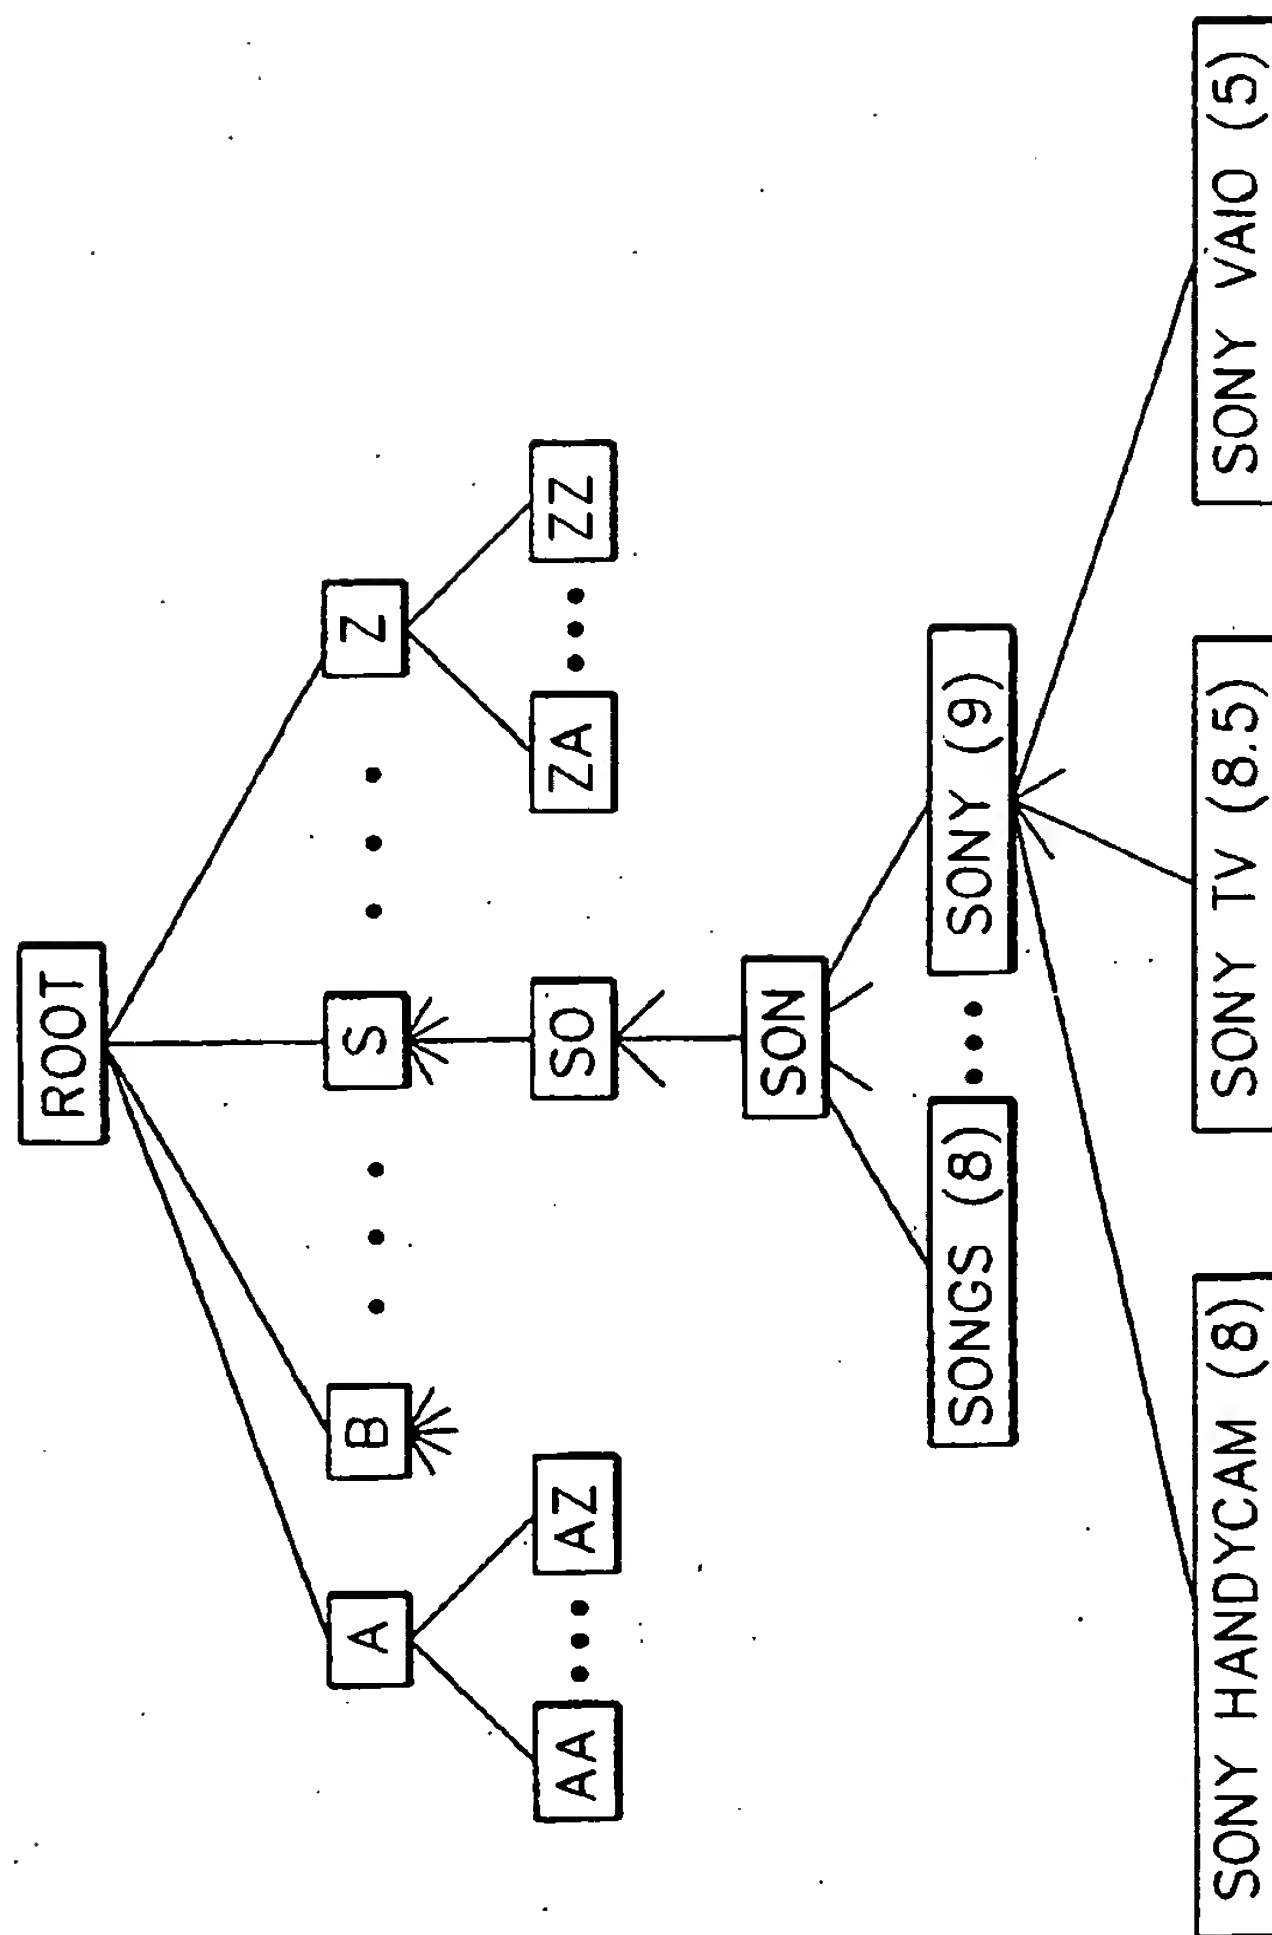 ROOT
A
B
S
Z
AA
AZ
SO
ZA
ZZ
SON
SONGS (8)
SONY (9)
SONY HANDYCAM (8)
SONY TV (8.5)
SONY VAIO (5)